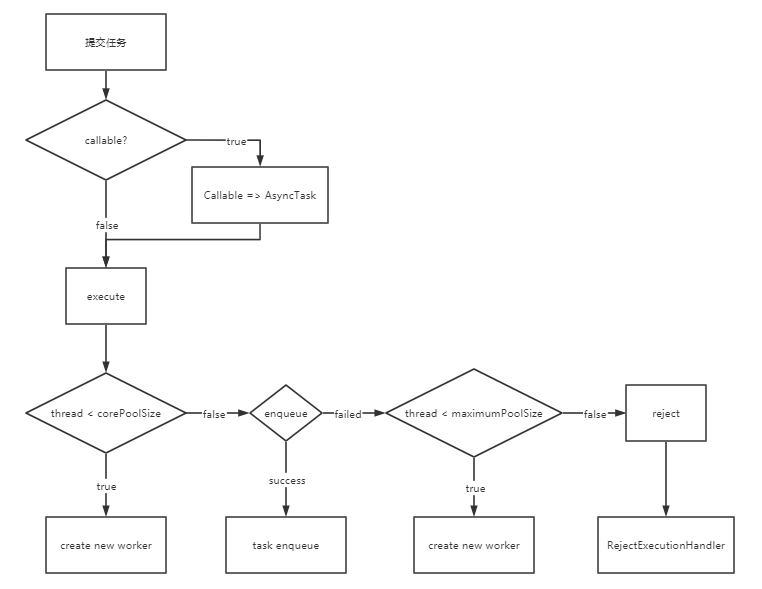 提交任务
callable?
true
Callable => AsyncTask
false
execute
thread < corePoolSize
false
enqueue
failed
thread < maximumPoolSize
false
reject
true
success
true
create new worker
task enqueue
create new worker
RejectExecutionHandler